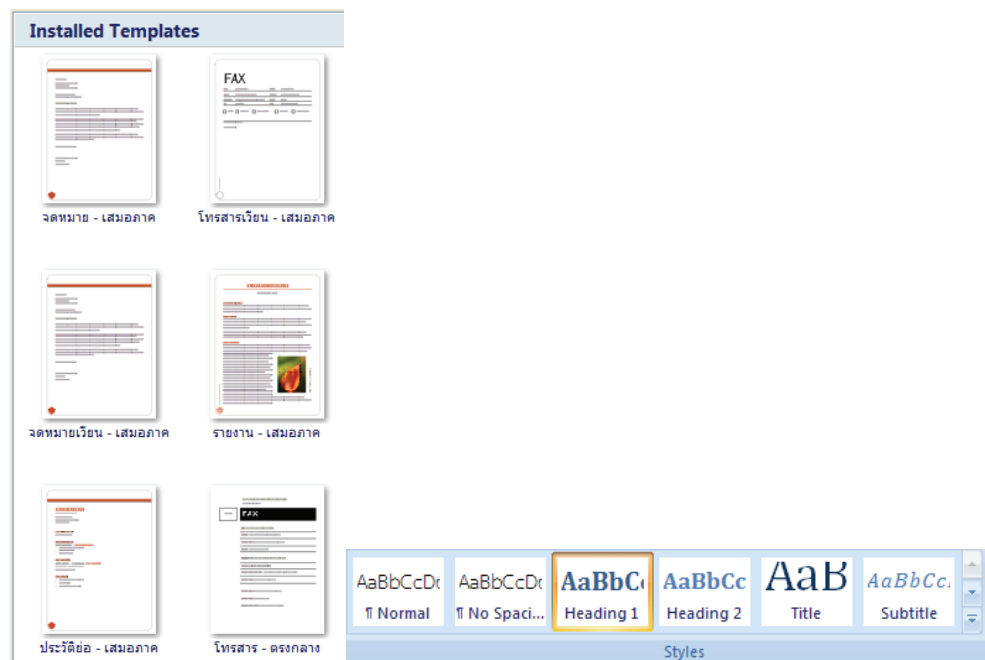 Installed Templates
FAX
จดหมาย - เสมอภาค
โทรสารเวียน - เสมอภาค
จดหมายเวียน - เสมอภาค
รายงาน - เสมอภาค
FAX
ประวัติย่อ - เสมอภาค
โทรสาร - ตรงกลาง
AaBbCcDc AaBbCcDc AaBbCc AaBbCc AaB AaBbCc.
¶ Normal ¶ No Spaci... Heading 1 Heading 2 Title Subtitle
Styles